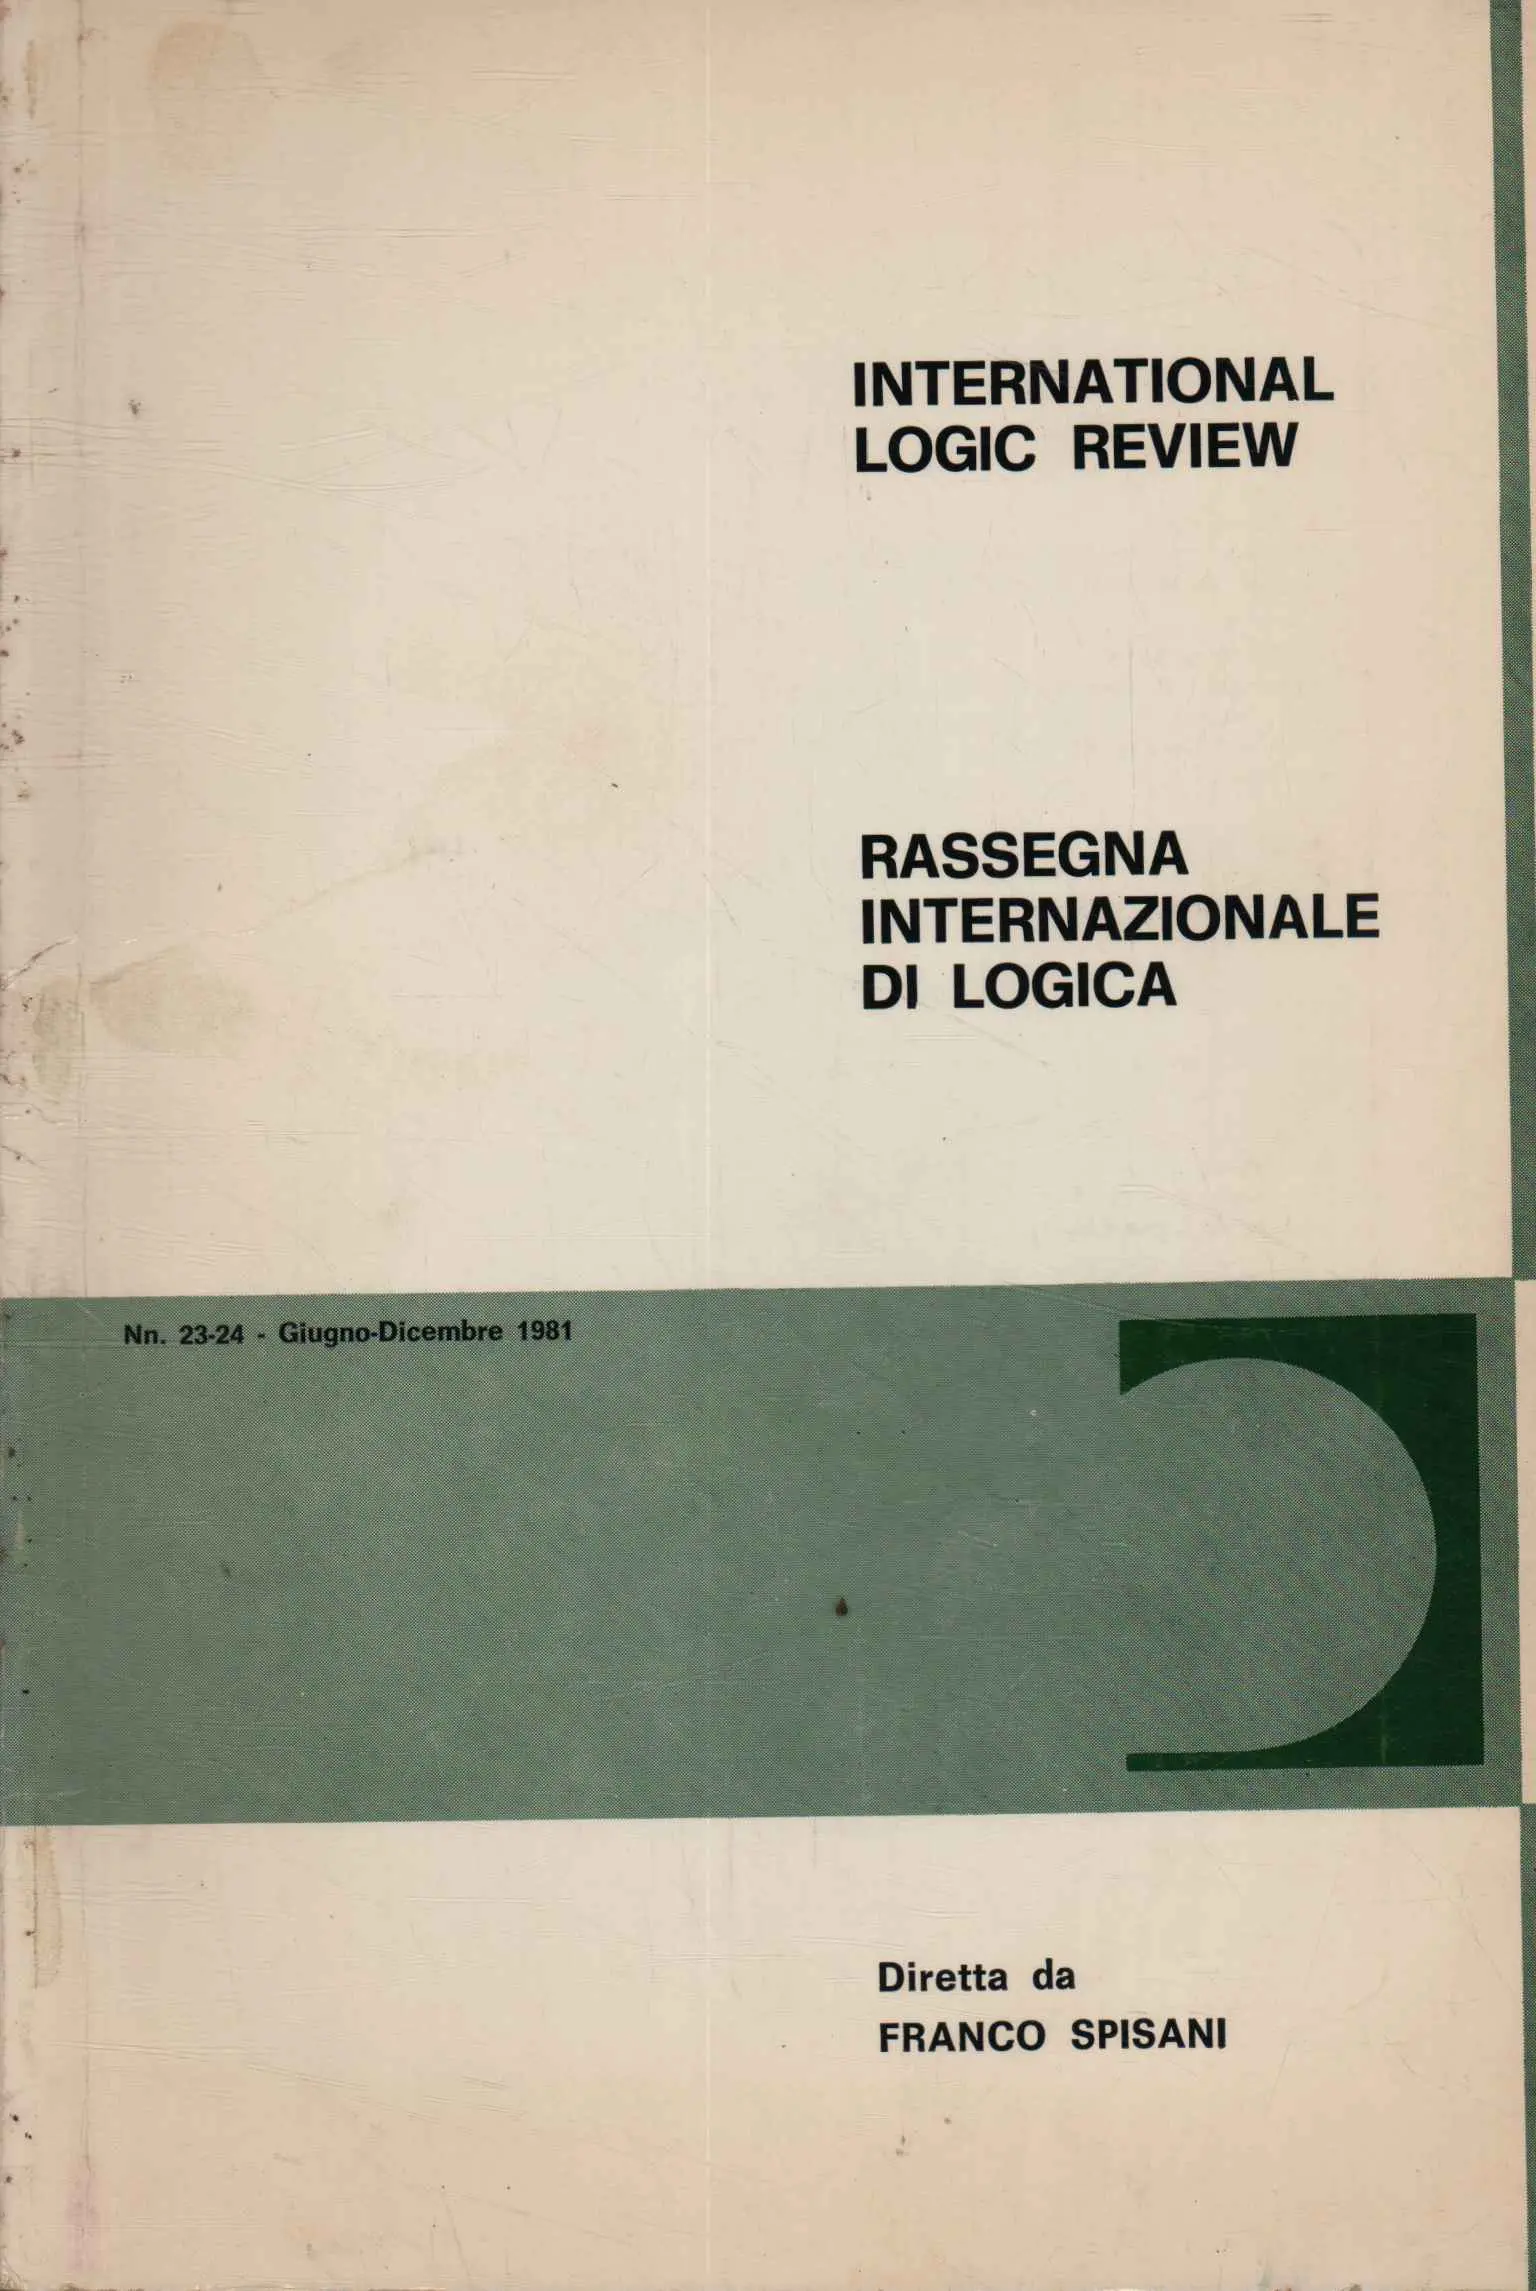 INTERNATIONAL
LOGIC REVIEW
RASSEGNA
INTERNAZIONALE
DI LOGICA
Nn. 23-24 - Giugno-Dicembre 1981
Diretta da
FRANCO SPISANI